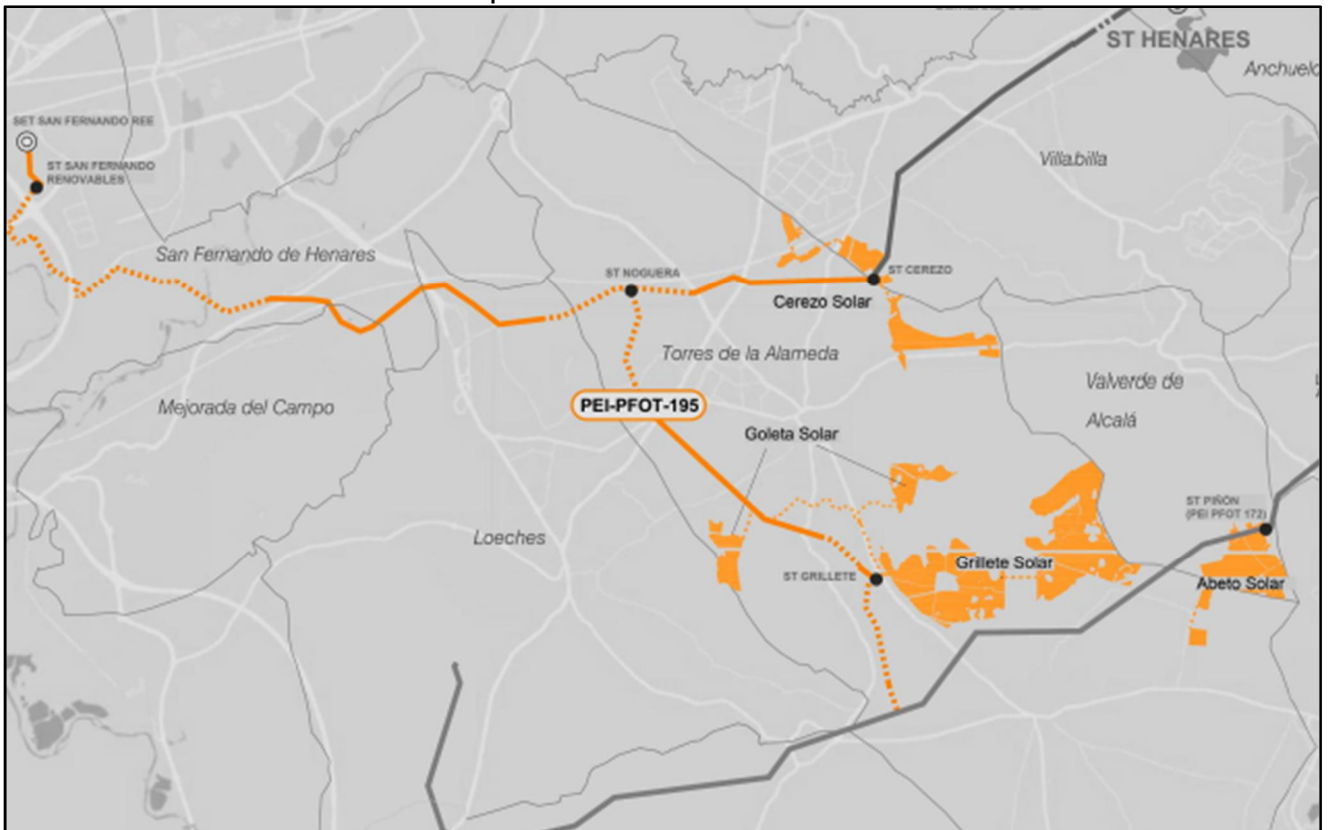 ST HENARES
Anchuelo
SET SAN FERNANDO REE
ST SAN FERNANDO
RENOVABLES
Villabilla
San Fernando de Henares
ST NOGUERA
ST CEREZO
Cerezo Solar
Torres de la Alameda
Valverde de
Alcalá
Mejorada del Campo
PEI-PFOT-195
Goleta Solar
ST PIÑÓN
(PEI PFOT 172)
Loeches
Grillete Solar
ST GRILLETE
Abeto Solar